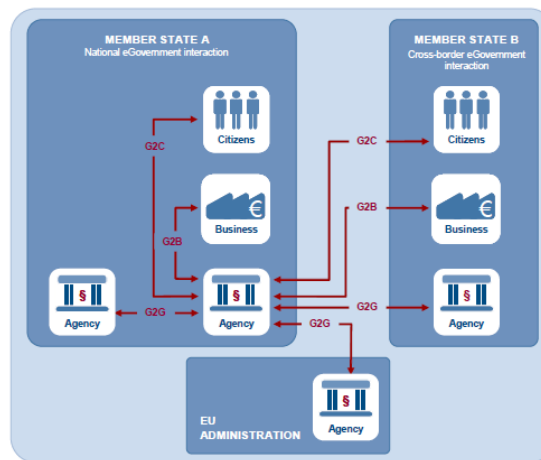 MEMBER STATE A
National eGovernment interaction
MEMBER STATE B
Cross-border eGovernment
interaction
Citizens
Citizens
G2C
G2C
€
Business
€
Business
G2B
G2B
§
Agency
G2G
§
Agency
G2G
§
Agency
G2G
EU
ADMINISTRATION
§
Agency